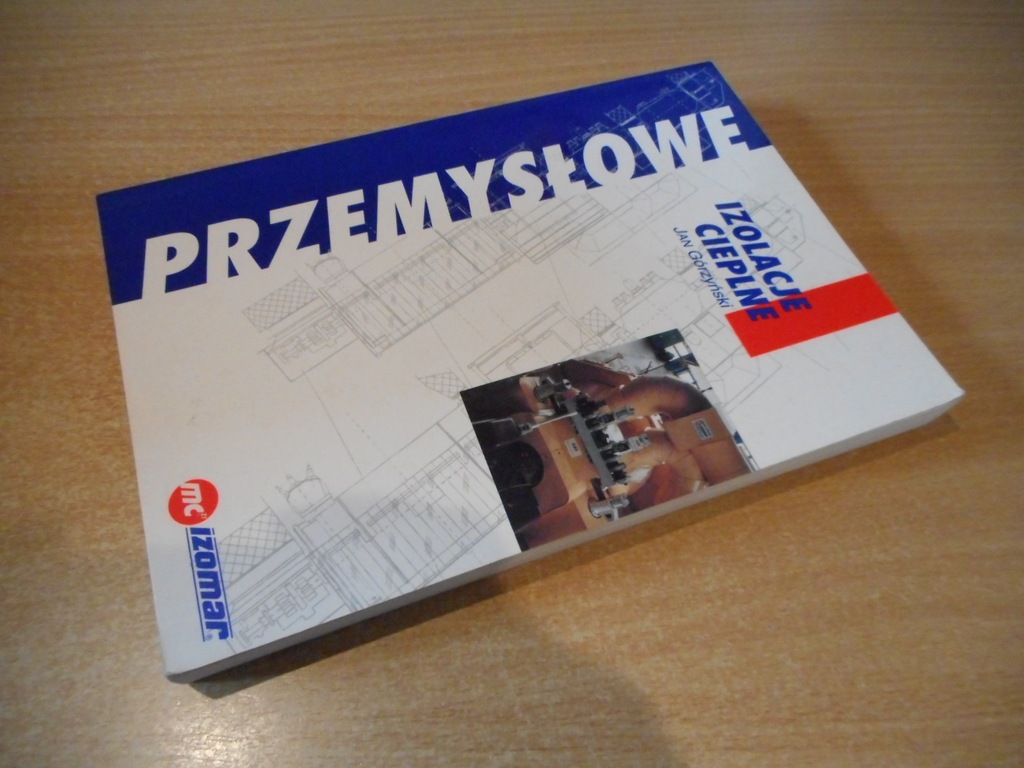 PRZEMYSŁOWE
IZOLACJE
CIEPLNE
JAN GÓRZYŃSKI
mc
izomar